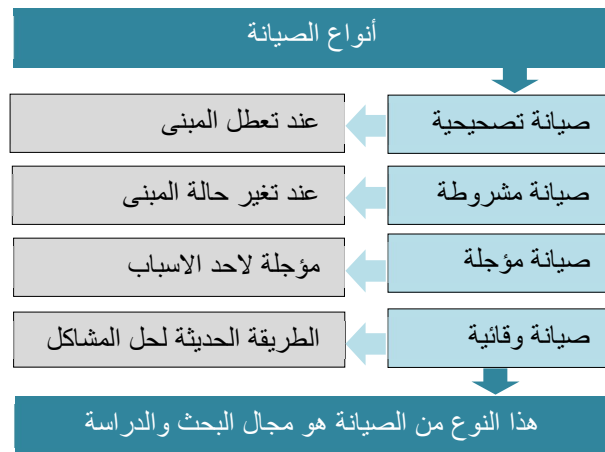 أنواع الصيانة
صيانة تصحيحية
عند تعطل المبنى
صيانة مشروطة
عند تغير حالة المبنى
صيانة مؤجلة
مؤجلة لاحد الاسباب
صيانة وقائية
الطريقة الحديثة لحل المشاكل
هذا النوع من الصيانة هو مجال البحث والدراسة